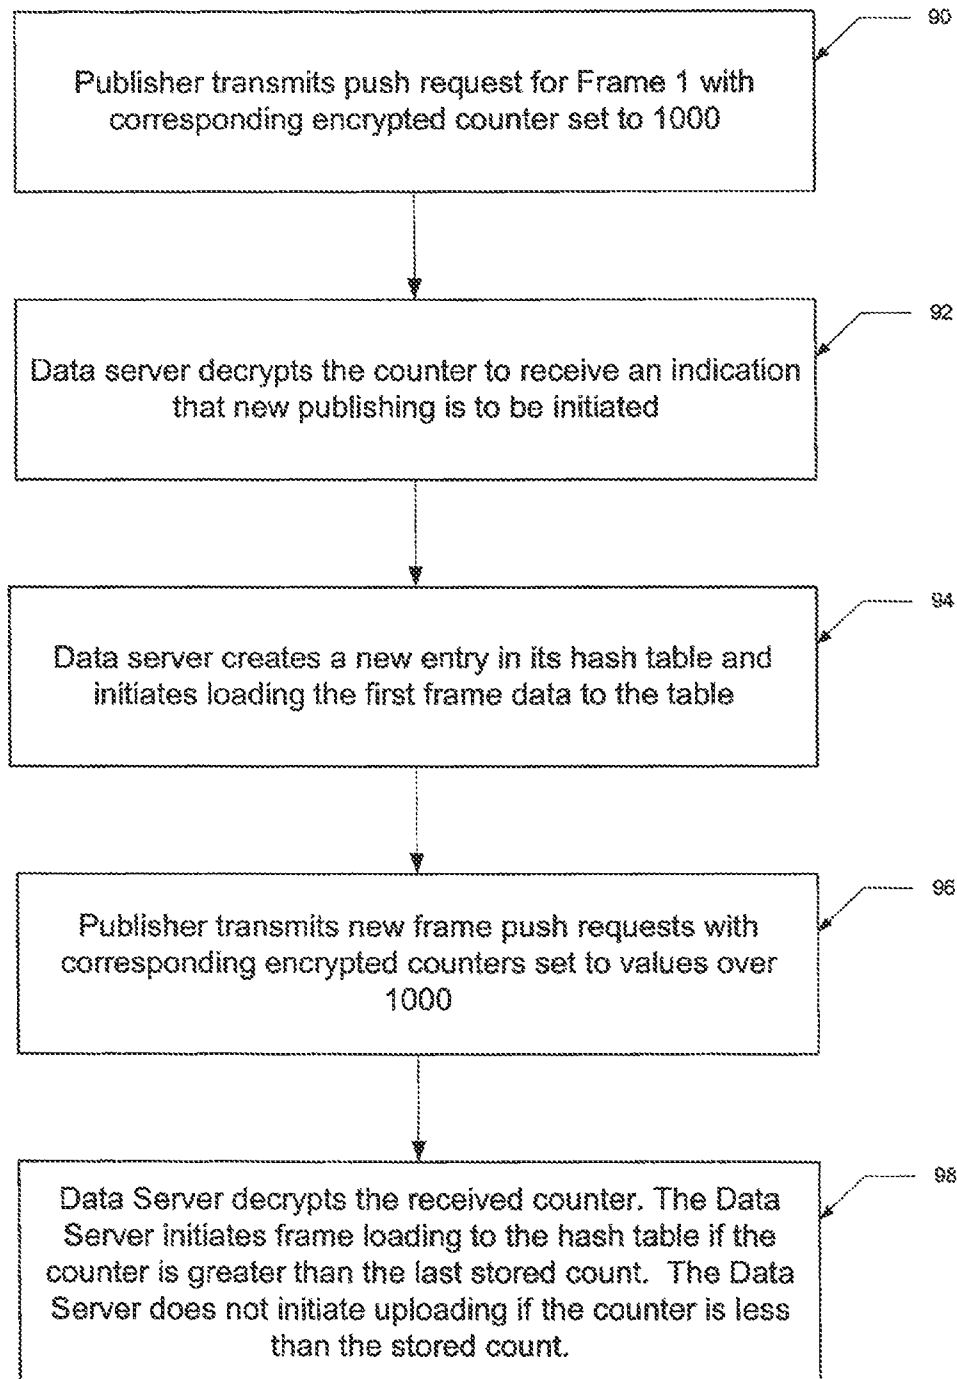 90
Publisher transmits push request for Frame 1 with
corresponding encrypted counter set to 1000
92
Data server decrypts the counter to receive an indication
that new publishing is to be initiated
94
Data server creates a new entry in its hash table and
initiates loading the first frame data to the table
96
Publisher transmits new frame push requests with
corresponding encrypted counters set to values over
1000
98
Data Server decrypts the received counter. The Data
Server initiates frame loading to the hash table if the
counter is greater than the last stored count. The Data
Server does not initiate uploading if the counter is less
than the stored count.